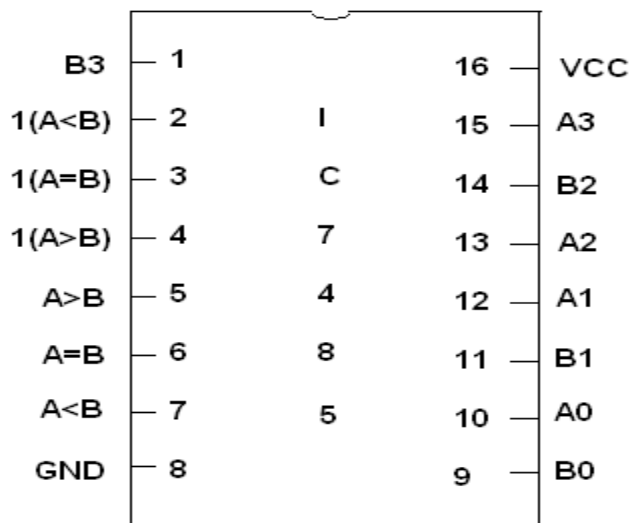 B3 1 16 VCC
1(A<B) 2 I 15 A3
1(A=B) 3 C 14 B2
1(A>B) 4 7 13 A2
A>B 5 4 12 A1
A=B 6 8 11 B1
A<B 7 5 10 A0
GND 8 9 B0